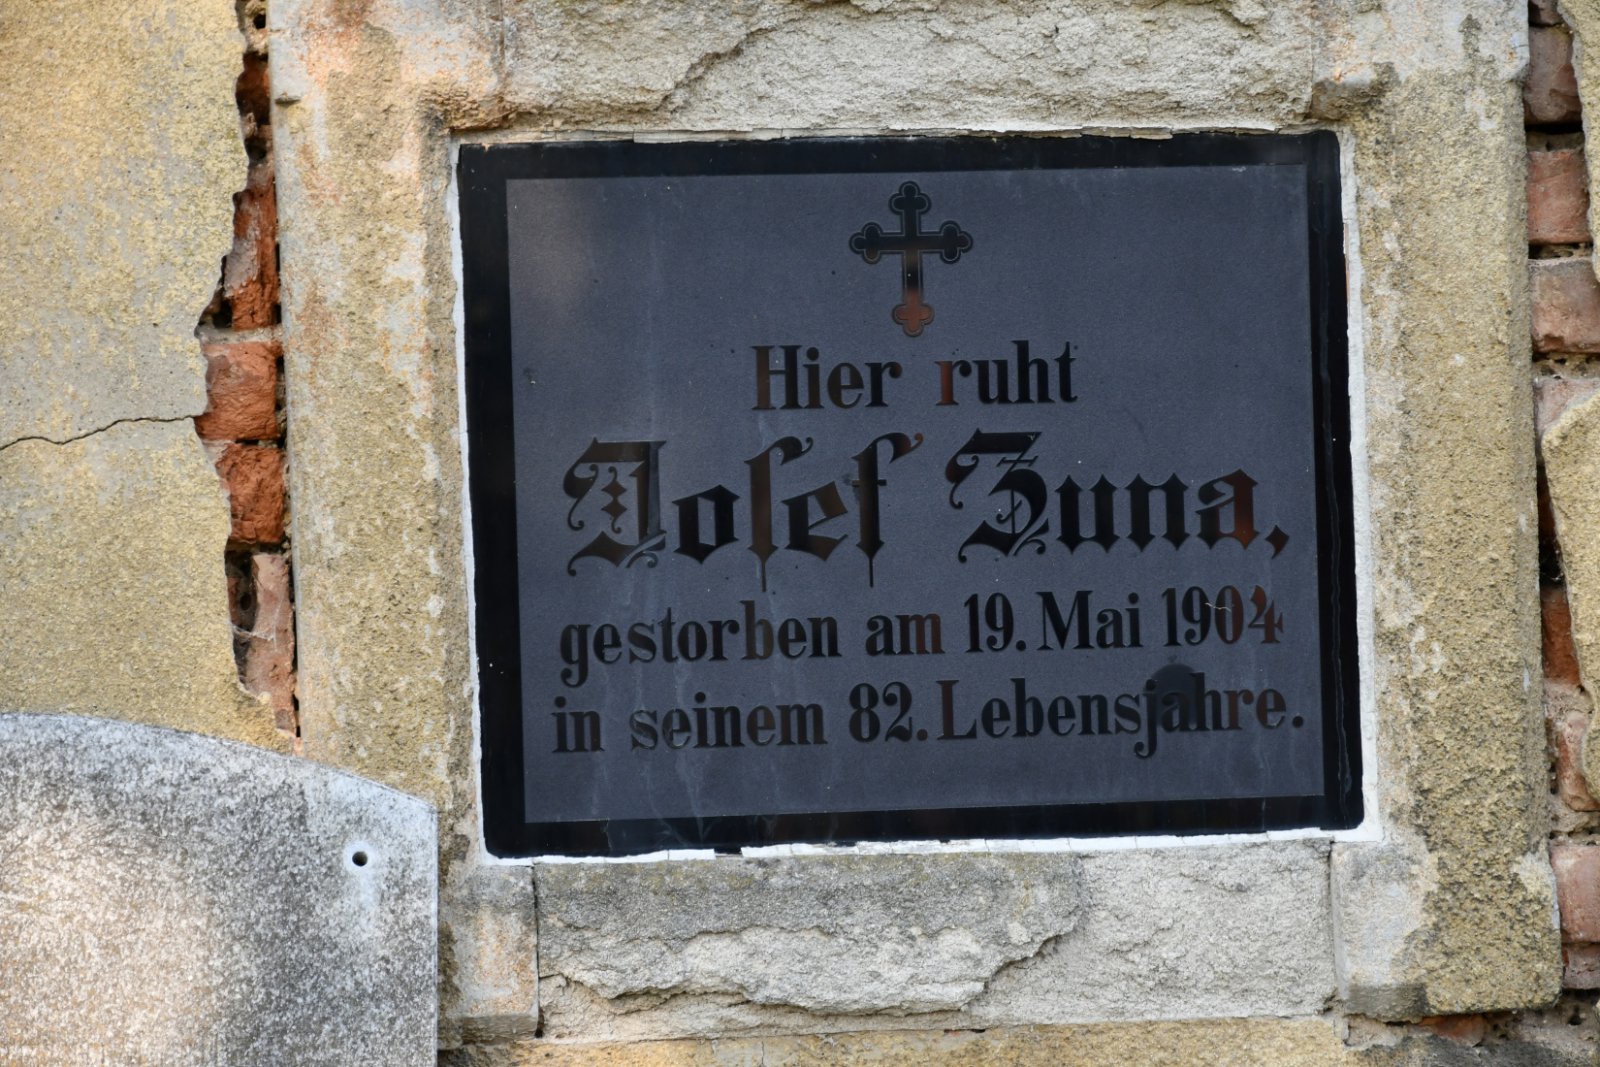 Hier ruht
Josef Zuna,
gestorben am 19. Mai 1904
in seinem 82. Lebensjahre.